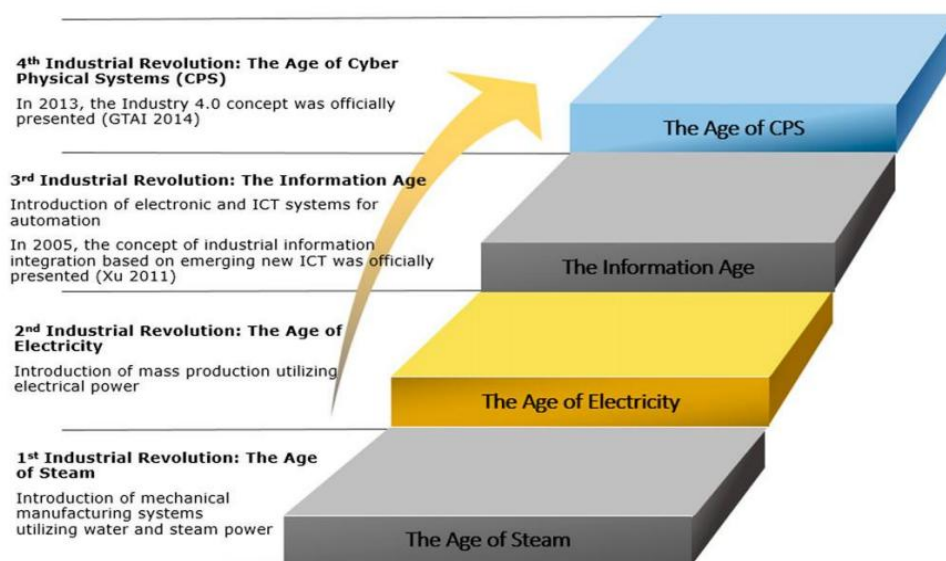 4th Industrial Revolution: The Age of Cyber
Physical Systems (CPS)
In 2013, the Industry 4.0 concept was officially
presented (GTAI 2014)
The Age of CPS
3rd Industrial Revolution: The Information Age
Introduction of electronic and ICT systems for
automation
In 2005, the concept of industrial information
integration based on emerging new ICT was officially
presented (Xu 2011)
The Information Age
2nd Industrial Revolution: The Age of
Electricity
Introduction of mass production utilizing
electrical power
The Age of Electricity
1st Industrial Revolution: The Age
of Steam
Introduction of mechanical
manufacturing systems
utilizing water and steam power
The Age of Steam